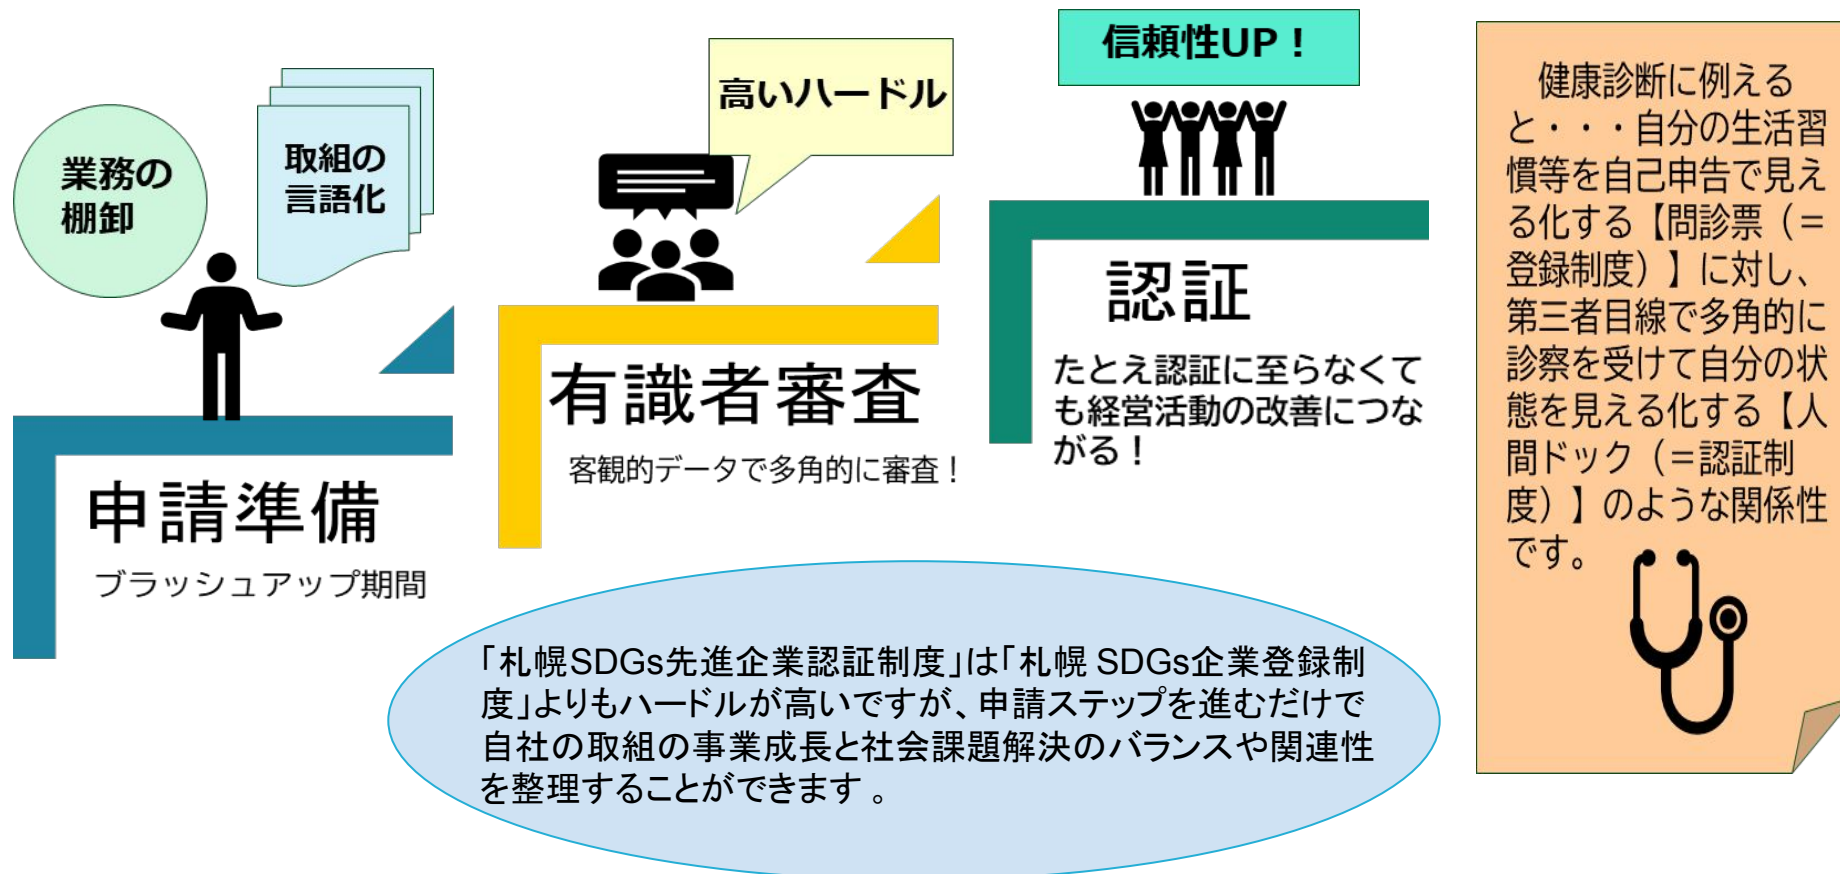 業務の
棚卸
取組の
言語化
申請準備
ブラッシュアップ期間
高いハードル
有識者審査
客観的データで多角的に審査！
信頼性UP！
認証
たとえ認証に至らなくて
も経営活動の改善につな
がる！
健康診断に例える
と・・・自分の生活習
慣等を自己申告で見え
る化する【問診票（＝
登録制度）】に対し、
第三者目線で多角的に
診察を受けて自分の状
態を見える化する【人
間ドック（＝認証制
度）】のような関係性
です。
「札幌SDGs先進企業認証制度」は「札幌 SDGs企業登録制
度」よりもハードルが高いですが、申請ステップを進むだけで
自社の取組の事業成長と社会課題解決のバランスや関連性
を整理することができます 。